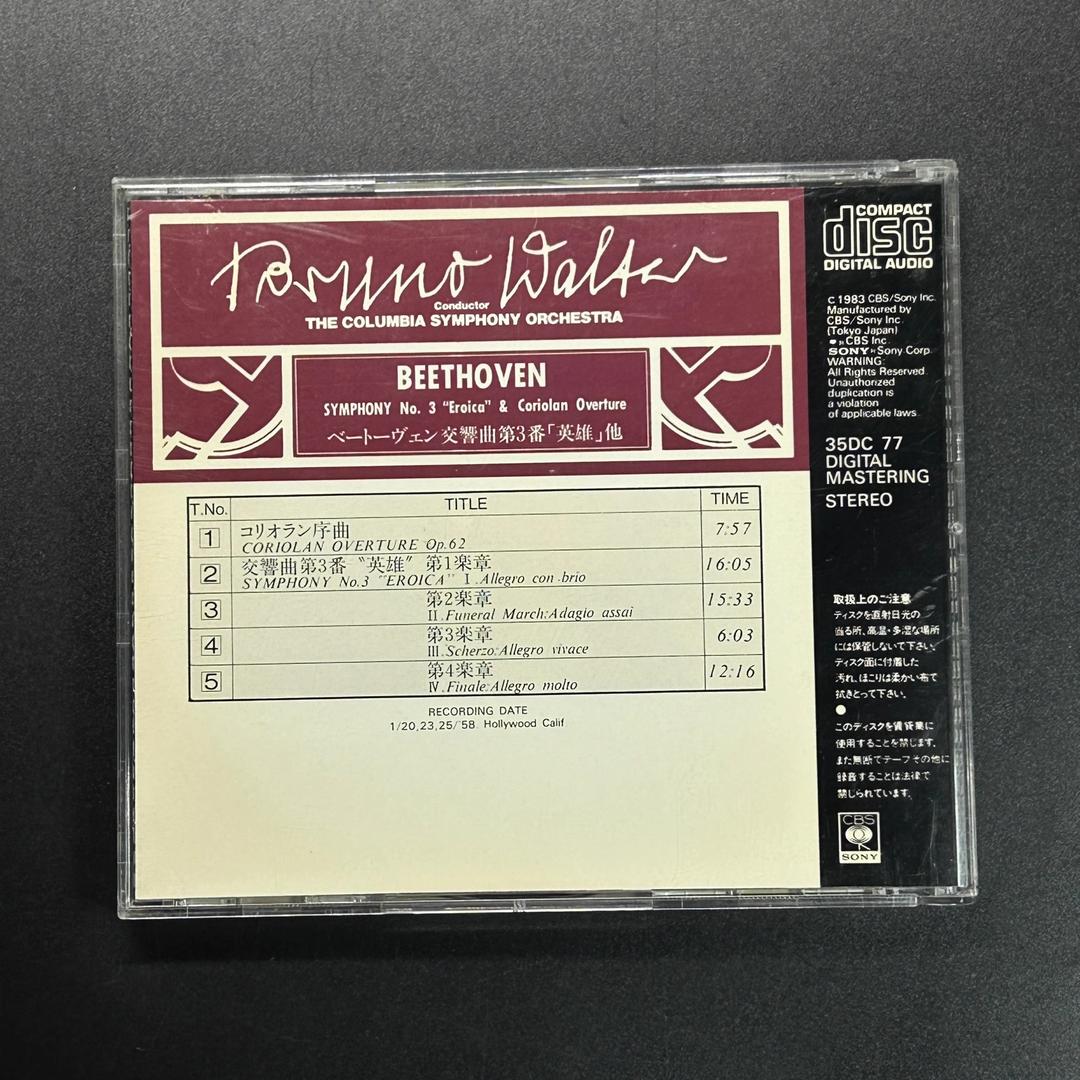 Bruno Walter
Conductor
THE COLUMBIA SYMPHONY ORCHESTRA
BEETHOVEN
SYMPHONY No. 3 "Eroica" & Coriolan Overture
ベートーヴェン交響曲第3番「英雄」他
T.No. TITLE TIME
1 コリオラン序曲 7:57
CORIOLAN OVERTURE Op.62
2 交響曲第3番 〝英雄〞 第1楽章 16:05
SYMPHONY No.3 "EROICA" I.Allegro con brio
3 第2楽章 15:33
II.Funeral March:Adagio assai
4 第3楽章 6:03
III.Scherzo:Allegro vivace
5 第4楽章 12:16
IV.Finale:Allegro molto
RECORDING DATE
1/20,23,25/'58. Hollywood Calif
COMPACT
disc
DIGITAL AUDIO
C 1983 CBS/Sony Inc.
Manufactured by
CBS/Sony Inc.
(Tokyo Japan)
CBS Inc.
SONY Sony Corp.
WARNING:
All Rights Reserved.
Unauthorized
duplication is
a violation
of applicable laws.
35DC 77
DIGITAL
MASTERING
STEREO
取扱上のご注意
ディスクを直射日光の
当る所、高温・多湿な場所
には保管しないて下さい。
ディスク面に付着した
汚れ、ほこりは柔かい布て
拭きとって下さい。
●
このディスクを賃貸業に
使用することを禁じます。
また無断てテープその他に
録音することは法律て
禁じられています。
CBS
SONY